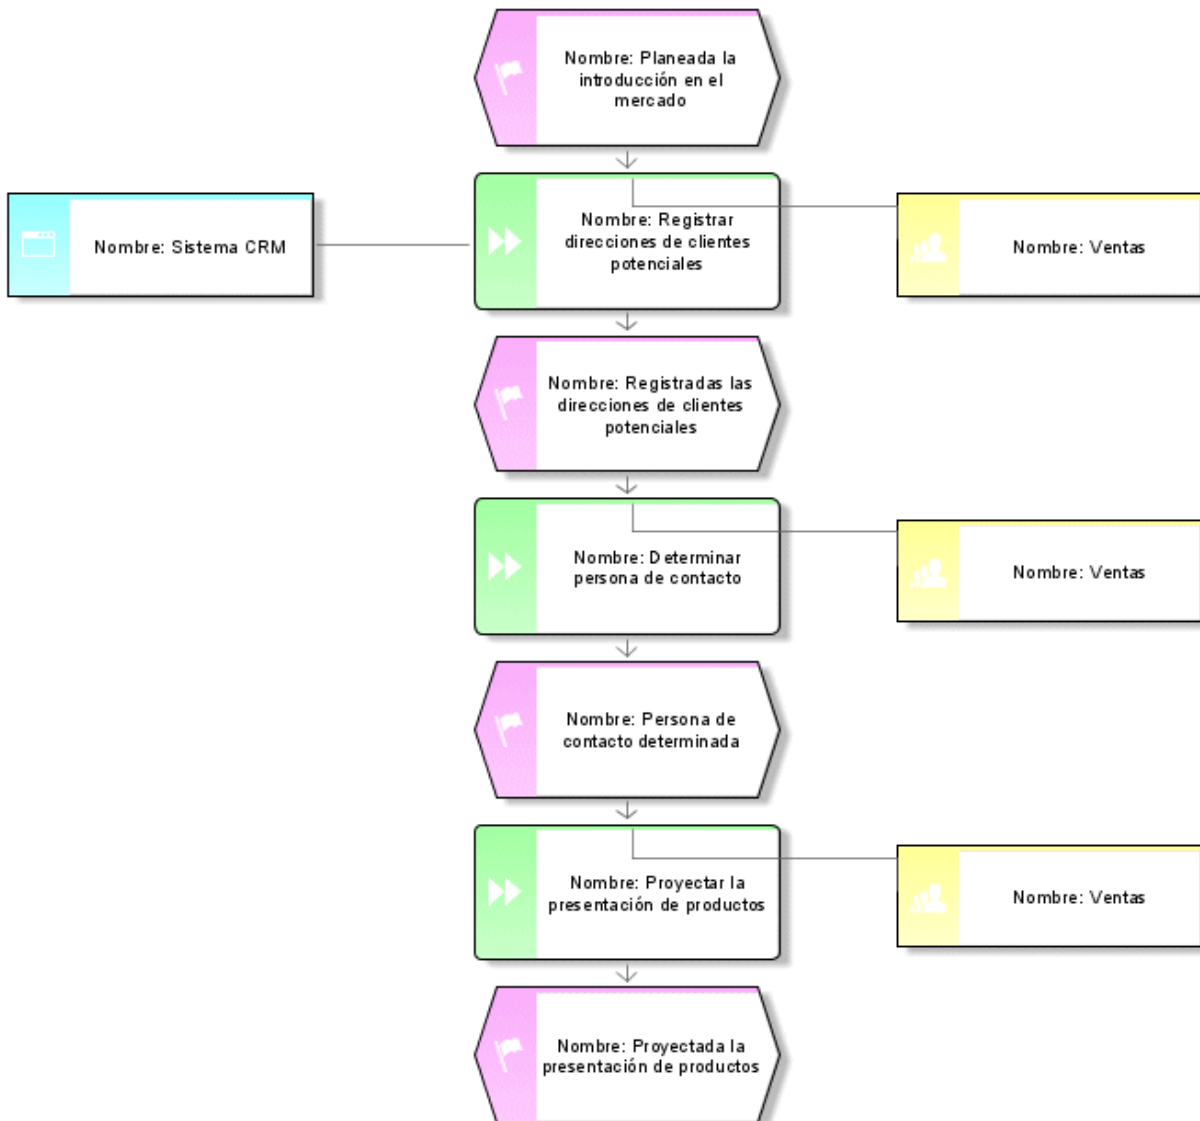 Nombre: Planeada la
introducción en el
mercado
Nombre: Sistema CRM
Nombre: Registrar
direcciones de clientes
potenciales
Nombre: Ventas
Nombre: Registradas las
direcciones de clientes
potenciales
Nombre: Determinar
persona de contacto
Nombre: Ventas
Nombre: Persona de
contacto determinada
Nombre: Proyectar la
presentación de productos
Nombre: Ventas
Nombre: Proyectada la
presentación de productos